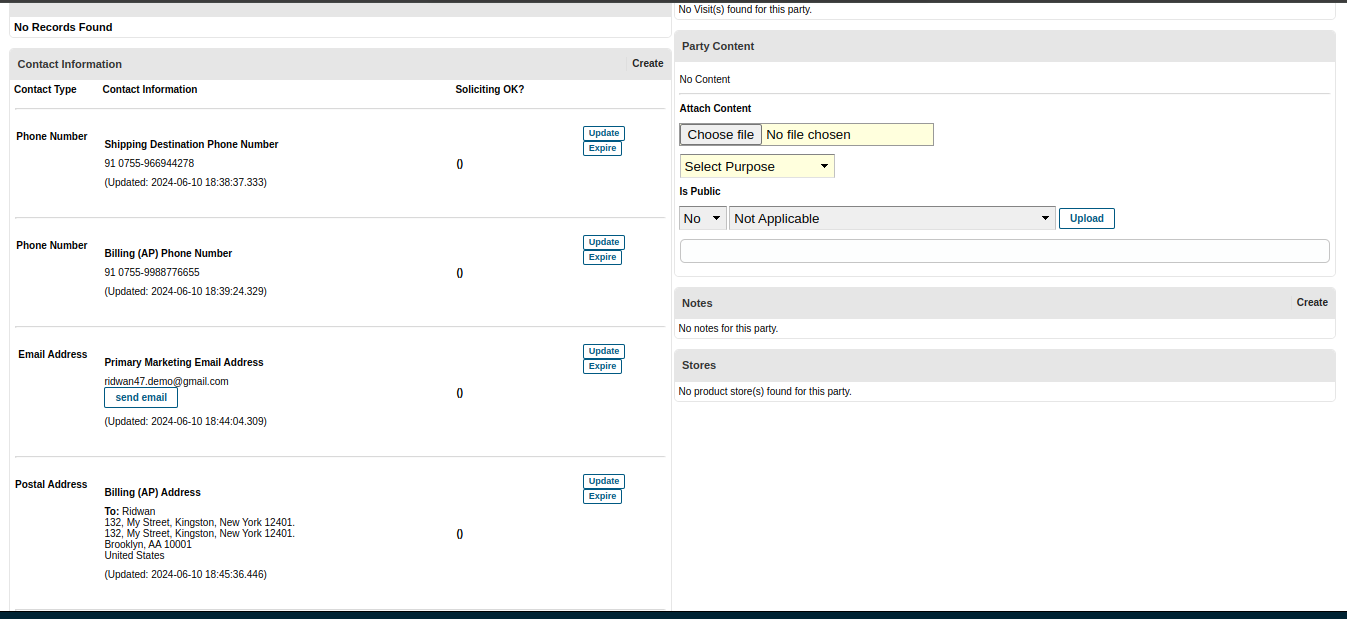 No Records Found
Contact Information Create
Contact Type Contact Information Soliciting OK?
Phone Number
Shipping Destination Phone Number
91 0755-966944278
(Updated: 2024-06-10 18:38:37.333)
()
Update
Expire
Phone Number
Billing (AP) Phone Number
91 0755-9988776655
(Updated: 2024-06-10 18:39:24.329)
()
Update
Expire
Email Address
Primary Marketing Email Address
ridwan47.demo@gmail.com
send email
(Updated: 2024-06-10 18:44:04.309)
()
Update
Expire
Postal Address
Billing (AP) Address
To: Ridwan
132, My Street, Kingston, New York 12401.
132, My Street, Kingston, New York 12401.
Brooklyn, AA 10001
United States
(Updated: 2024-06-10 18:45:36.446)
()
Update
Expire
No Visit(s) found for this party.
Party Content
No Content
Attach Content
Choose file No file chosen
Select Purpose
Is Public
No Not Applicable Upload
Notes Create
No notes for this party.
Stores
No product store(s) found for this party.